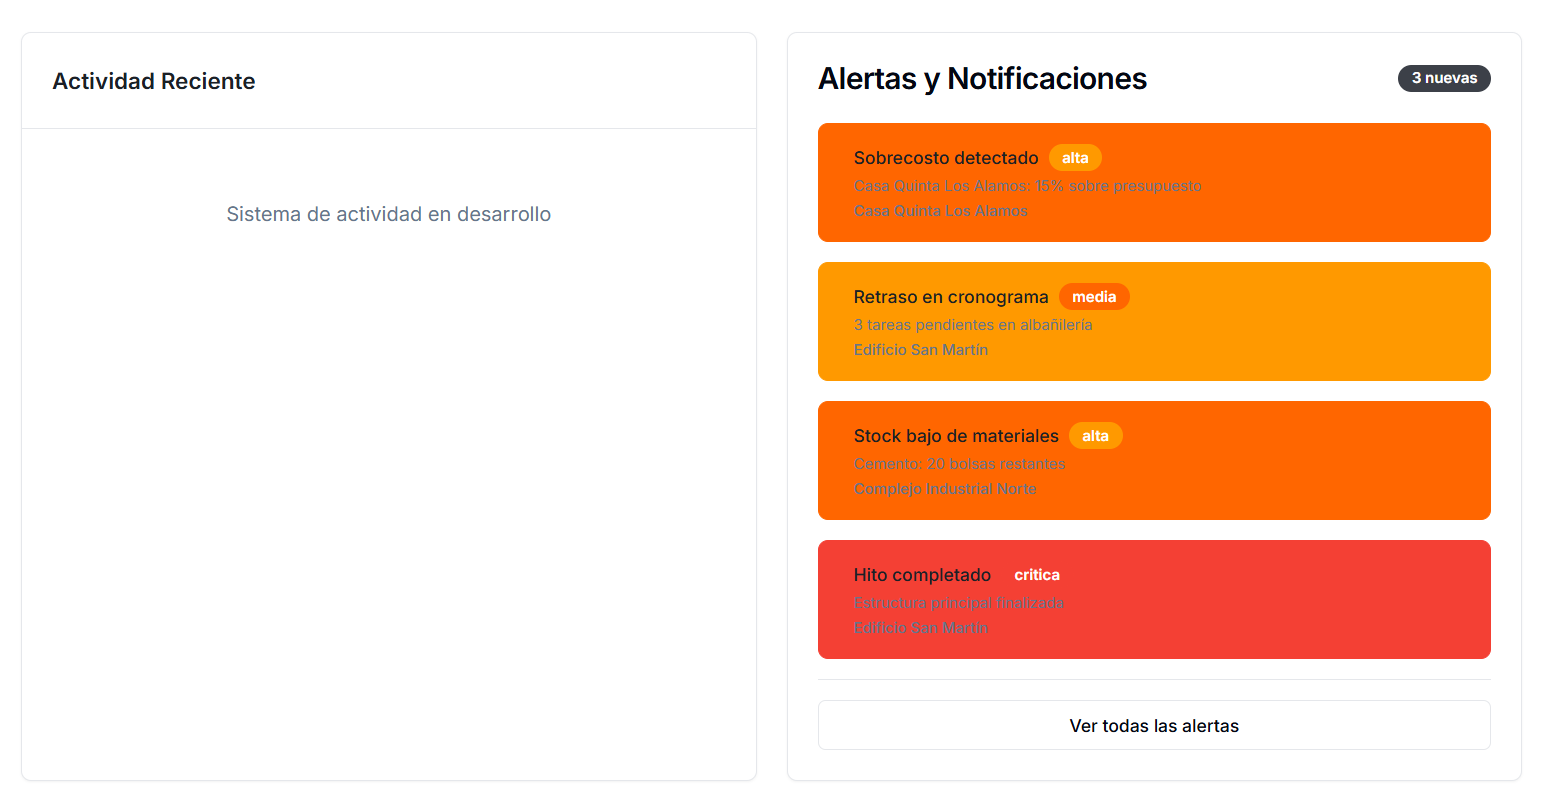 Actividad Reciente
Sistema de actividad en desarrollo
Alertas y Notificaciones
3 nuevas
Sobrecosto detectado alta
Casa Quinta Los Alamos: 15% sobre presupuesto
Casa Quinta Los Alamos
Retraso en cronograma media
3 tareas pendientes en albañilería
Edificio San Martín
Stock bajo de materiales alta
Cemento: 20 bolsas restantes
Complejo Industrial Norte
Hito completado critica
Estructura principal finalizada
Edificio San Martín
Ver todas las alertas